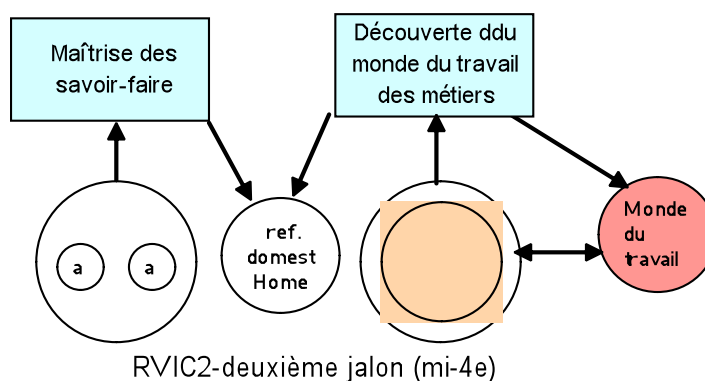 Maîtrise des
savoir-faire
Découverte ddu
monde du travail
des métiers
a
a
ref.
domest
Home
Monde
du
travail
RVIC2-deuxième jalon (mi-4e)